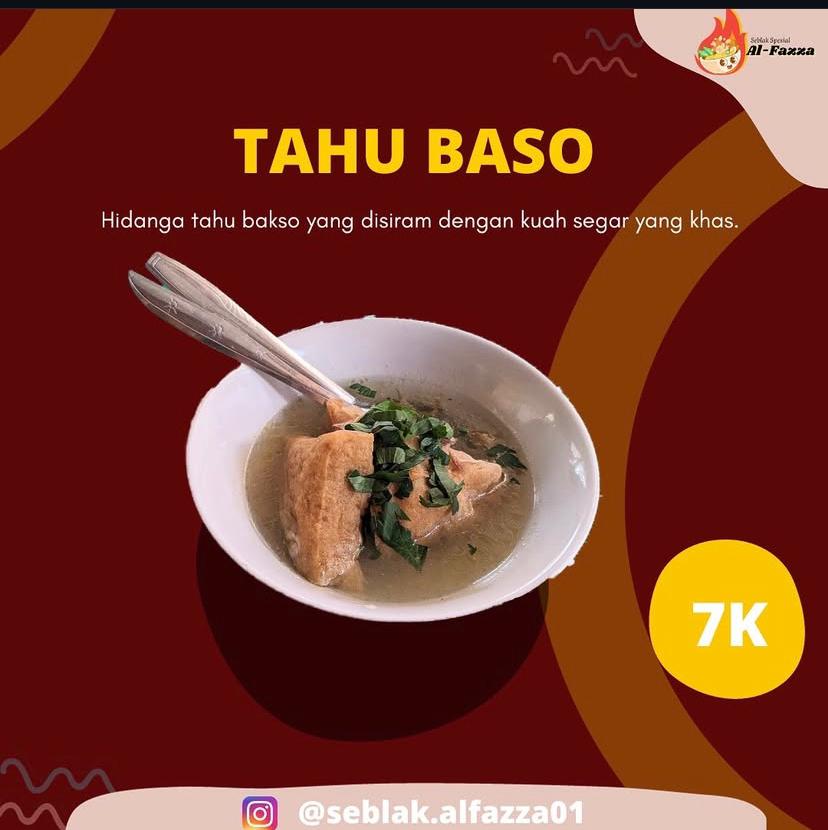 Seblak Spesial
Al-Fazza
TAHU BASO
Hidanga tahu bakso yang disiram dengan kuah segar yang khas.
7K
@seblak.alfazza01